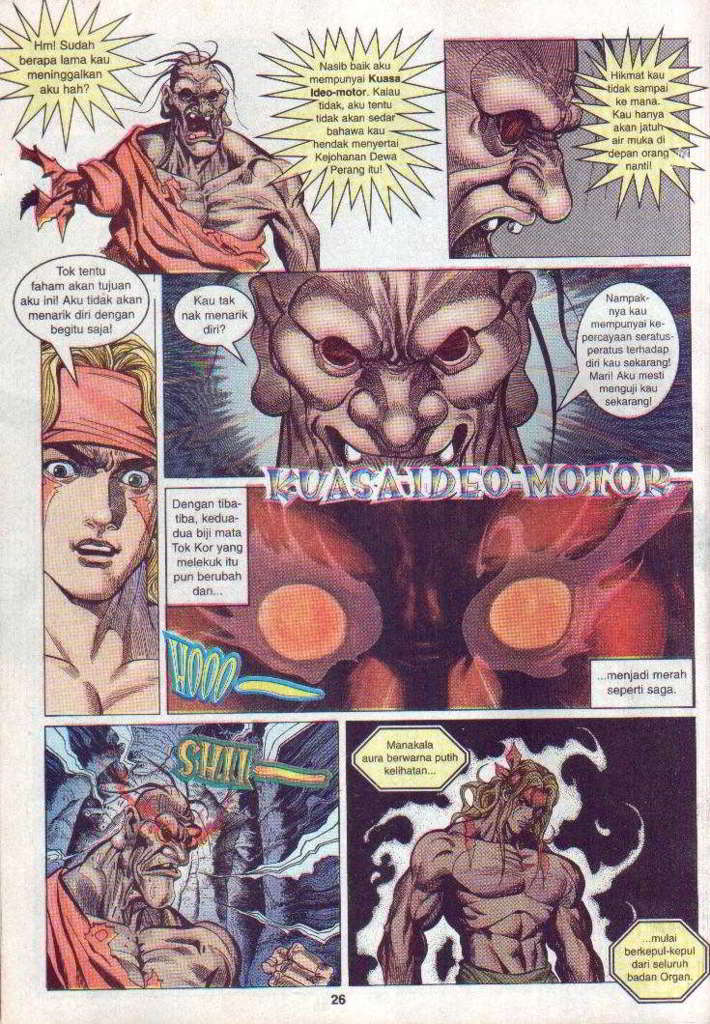 Hm! Sudah
berapa lama kau
meninggalkan
aku hah?
Nasib baik aku
mempunyai Kuasa
Ideo-motor. Kalau
tidak, aku tentu
tidak akan sedar
bahawa kau
hendak menyertai
Kejohanan Dewa
Perang itu!
Hikmat kau
tidak sampai
ke mana.
Kau hanya
akan jatuh
air muka di
depan orang
nanti!
Tok tentu
faham akan tujuan
aku ini! Aku tidak akan
menarik diri dengan
begitu saja!
Kau tak
nak menarik
diri?
Nampak-
nya kau
mempunyai ke-
percayaan seratus-
peratus terhadap
diri kau sekarang!
Mari! Aku mesti
menguji kau
sekarang!
KUASA IDEO-MOTOR
Dengan tiba-
tiba, kedua-
dua biji mata
Tok Kor yang
melekuk itu
pun berubah
dan...
WOOO
...menjadi merah
seperti saga.
SHII
Manakala
aura berwarna putih
kelihatan...
...mulai
berkepul-kepul
dari seluruh
badan Organ.
26